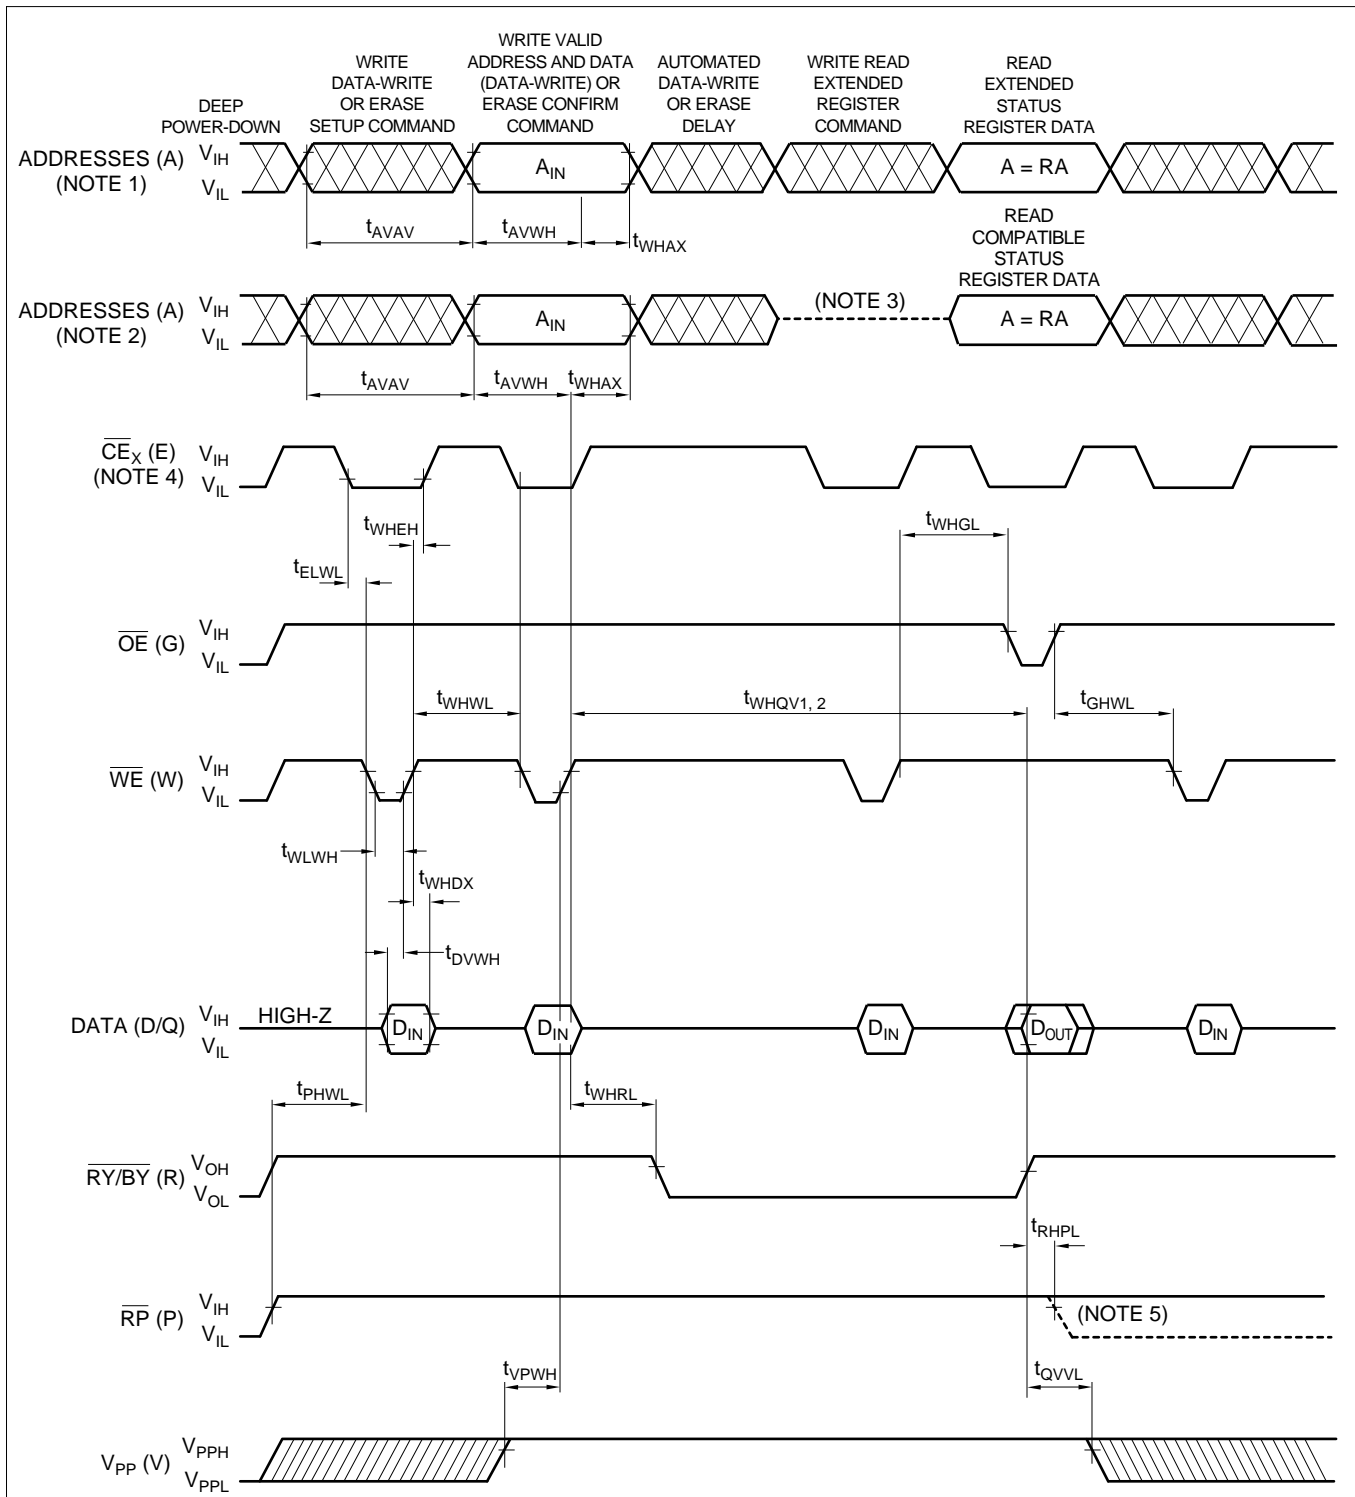 DEEP
POWER-DOWN
WRITE
DATA-WRITE
OR ERASE
SETUP COMMAND
WRITE VALID
ADDRESS AND DATA
(DATA-WRITE) OR
ERASE CONFIRM
COMMAND
AUTOMATED
DATA-WRITE
OR ERASE
DELAY
WRITE READ
EXTENDED
REGISTER
COMMAND
READ
EXTENDED
STATUS
REGISTER DATA
ADDRESSES (A)
(NOTE 1)
VIH
VIL
AIN
A = RA
tAVAV
tAVWH
tWHAX
READ
COMPATIBLE
STATUS
REGISTER DATA
ADDRESSES (A)
(NOTE 2)
VIH
VIL
AIN
(NOTE 3)
A = RA
tAVAV
tAVWH
tWHAX
CEX (E)
(NOTE 4)
VIH
VIL
tWHEH
tWHGL
tELWL
OE (G)
VIH
VIL
tWHWL
tWHQV1, 2
tGHWL
WE (W)
VIH
VIL
tWLWH
tWHDX
tDVWH
DATA (D/Q)
VIH
VIL
HIGH-Z
DIN
DIN
DIN
DOUT
DIN
tPHWL
tWHRL
RY/BY (R)
VOH
VOL
tRHPL
RP (P)
VIH
VIL
(NOTE 5)
tVPWH
tQVVL
VPP (V)
VPPH
VPPL